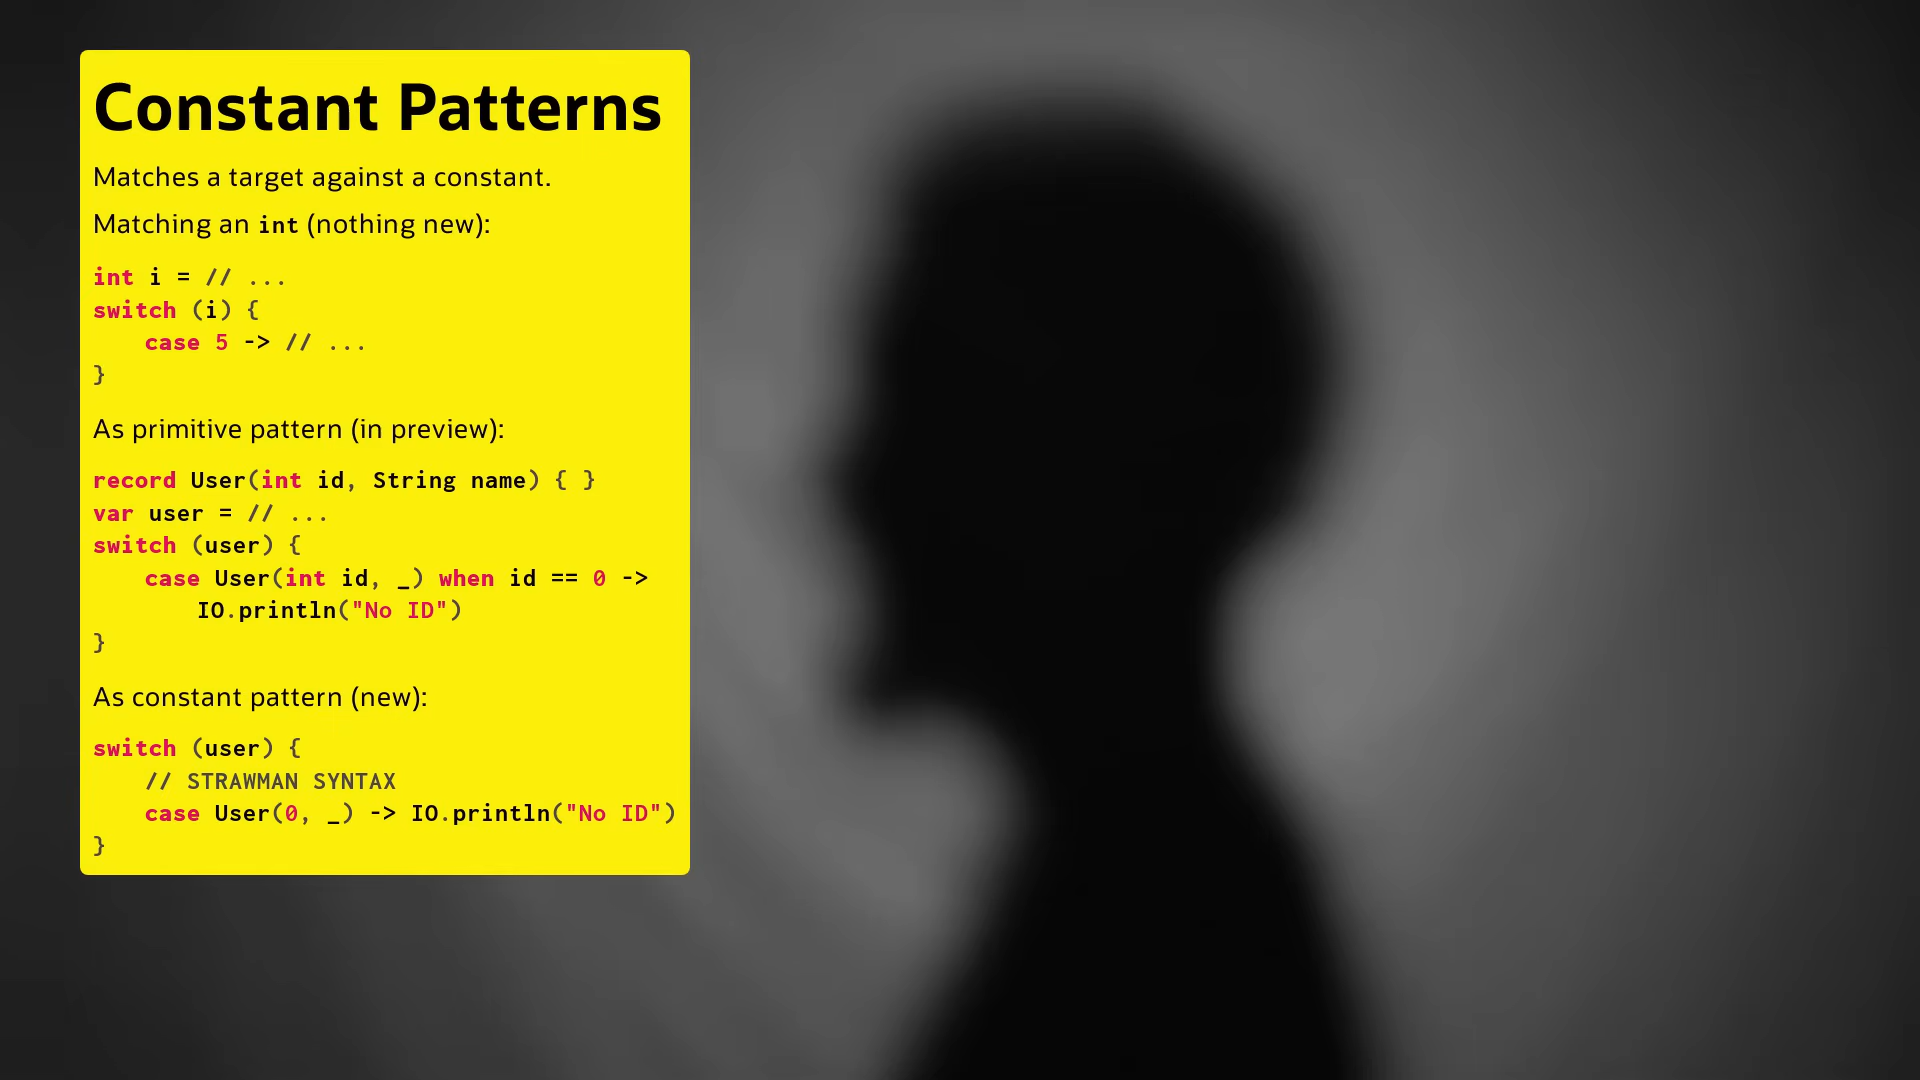 Constant Patterns
Matches a target against a constant.
Matching an int (nothing new):
int i = // ...
switch (i) {
    case 5 -> // ...
}
As primitive pattern (in preview):
record User(int id, String name) { }
var user = // ...
switch (user) {
    case User(int id, _) when id == 0 ->
        IO.println("No ID")
}
As constant pattern (new):
switch (user) {
    // STRAWMAN SYNTAX
    case User(0, _) -> IO.println("No ID")
}